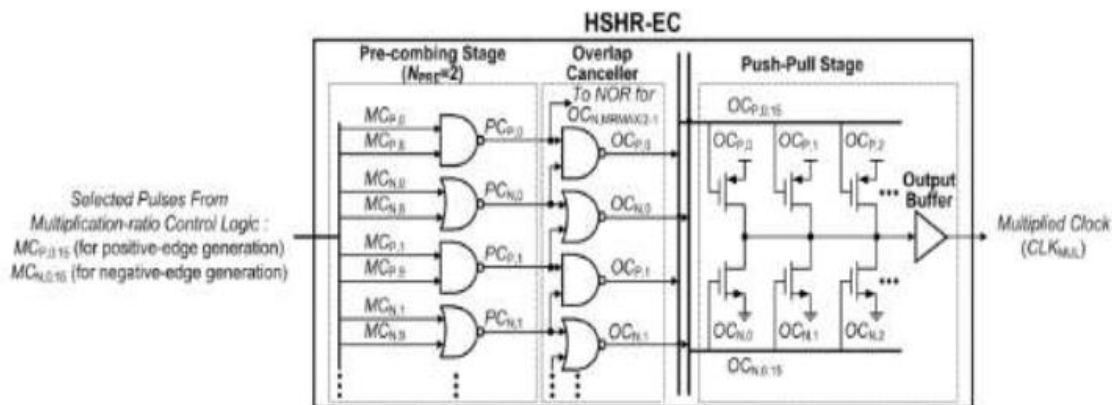 HSHR-EC
Pre-combing Stage
(NPRE=2)
Overlap
Canceller
Push-Pull Stage
To NOR for
OCN,MRMAX/2-1
MCP,0
MCP,8
PCP,0
OCP,0
MCN,0
MCN,8
PCN,0
OCN,0
MCP,1
MCP,9
PCP,1
OCP,1
MCN,1
MCN,9
PCN,1
OCN,1
Selected Pulses From
Multiplication-ratio Control Logic :
MCP,0:15 (for positive-edge generation)
MCN,0:15 (for negative-edge generation)
OCP,0:15
OCP,0
OCP,1
OCP,2
Output
Buffer
OCN,0
OCN,1
OCN,2
OCN,0:15
Multiplied Clock
(CLKMUL)